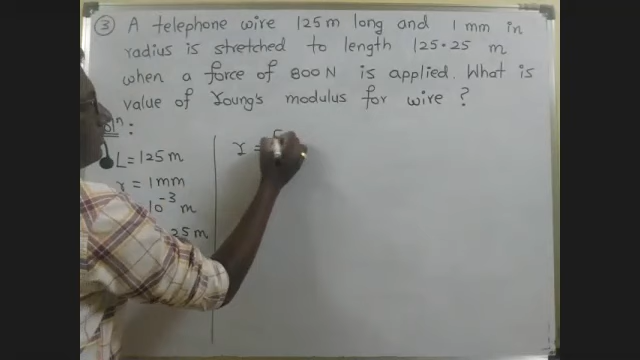 ③ A telephone wire 125 m long and 1 mm in
radius is stretched to length 125.25 m
when a force of 800 N is applied. What is
value of Young's modulus for wire ?
olⁿ :
L = 125 m
r = 1 mm
10⁻³ m
25 m
Y = F